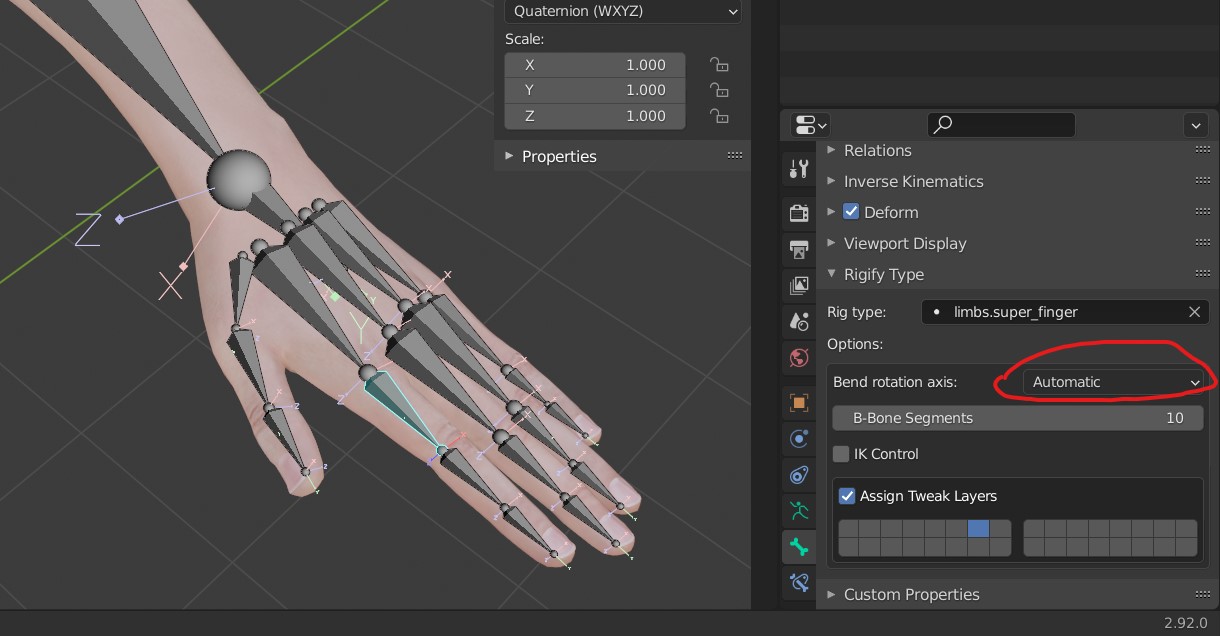 Quaternion (WXYZ)
Scale:
X 1.000
Y 1.000
Z 1.000
Properties
Relations
Inverse Kinematics
Deform
Viewport Display
Rigify Type
Rig type: limbs.super_finger
Options:
Bend rotation axis: Automatic
B-Bone Segments 10
IK Control
Assign Tweak Layers
Custom Properties
2.92.0
Z
X
Y